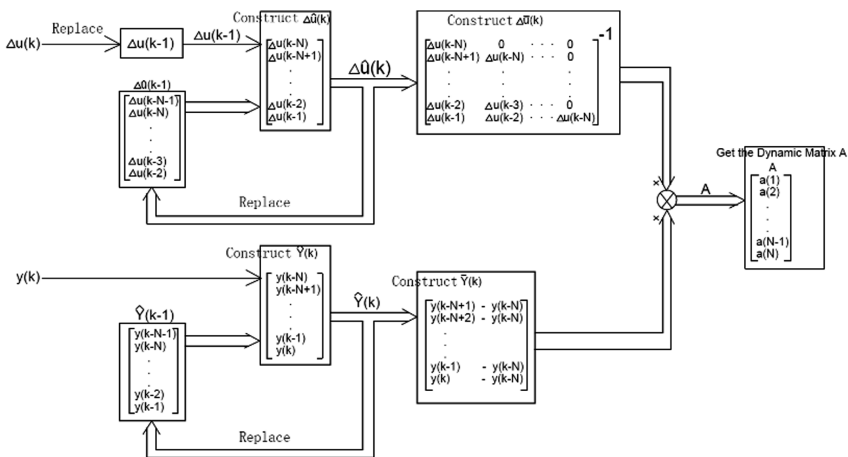 Δu(k)
Replace
Δu(k-1)
Δu(k-1)
Construct Δû(k)
Δu(k-N)
Δu(k-N+1)
.
.
.
Δu(k-2)
Δu(k-1)
Δû(k-1)
Δu(k-N-1)
Δu(k-N)
.
.
.
Δu(k-3)
Δu(k-2)
Replace
Δû(k)
Construct Δū(k)
Δu(k-N) 0 · · · 0
Δu(k-N+1) Δu(k-N) · · · 0
. . .
. . .
. . .
Δu(k-2) Δu(k-3) · · · 0
Δu(k-1) Δu(k-2) · · · Δu(k-N)
-1
×
×
A
Get the Dynamic Matrix A
A
a(1)
a(2)
.
.
.
a(N-1)
a(N)
y(k)
Construct Ŷ(k)
y(k-N)
y(k-N+1)
.
.
.
y(k-1)
y(k)
Ŷ(k-1)
y(k-N-1)
y(k-N)
.
.
.
y(k-2)
y(k-1)
Replace
Ŷ(k)
Construct Ȳ(k)
y(k-N+1) - y(k-N)
y(k-N+2) - y(k-N)
.
.
.
y(k-1) - y(k-N)
y(k) - y(k-N)